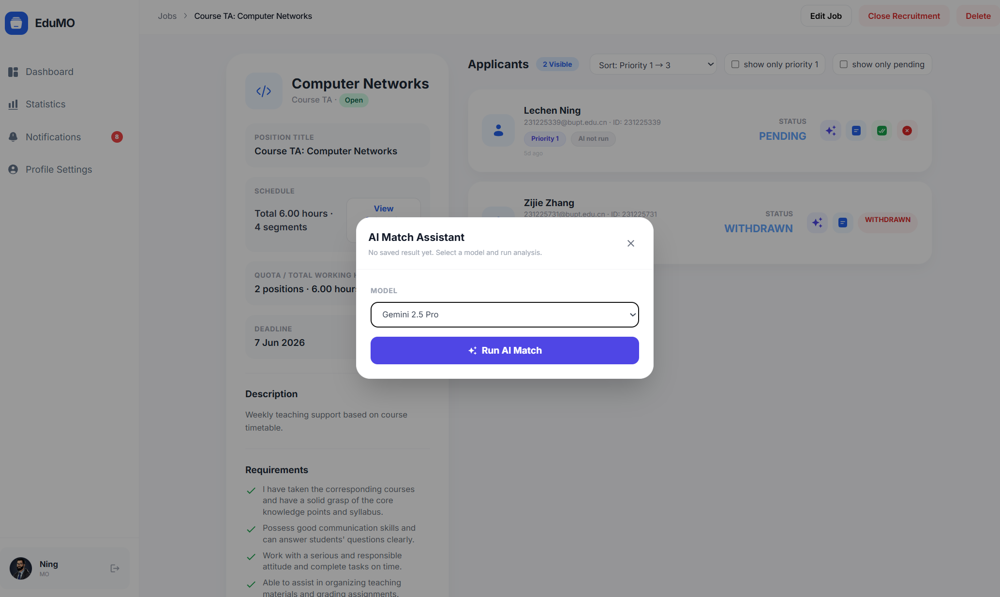 EduMO
Dashboard
Statistics
Notifications
8
Profile Settings
Ning
MO
Jobs > Course TA: Computer Networks
Edit Job
Close Recruitment
Delete
Computer Networks
Course TA · Open
POSITION TITLE
Course TA: Computer Networks
SCHEDULE
Total 6.00 hours ·
4 segments
View
QUOTA / TOTAL WORKING
2 positions · 6.00 hours
DEADLINE
7 Jun 2026
Description
Weekly teaching support based on course
timetable.
Requirements
I have taken the corresponding courses
and have a solid grasp of the core
knowledge points and syllabus.
Possess good communication skills and
can answer students' questions clearly.
Work with a serious and responsible
attitude and complete tasks on time.
Able to assist in organizing teaching
materials and grading assignments.
Applicants
2 Visible
Sort: Priority 1 → 3
show only priority 1
show only pending
Lechen Ning
231225339@bupt.edu.cn · ID: 231225339
Priority 1
AI not run
5d ago
STATUS
PENDING
Zijie Zhang
231225731@bupt.edu.cn · ID: 231225731
STATUS
WITHDRAWN
WITHDRAWN
AI Match Assistant
No saved result yet. Select a model and run analysis.
MODEL
Gemini 2.5 Pro
Run AI Match